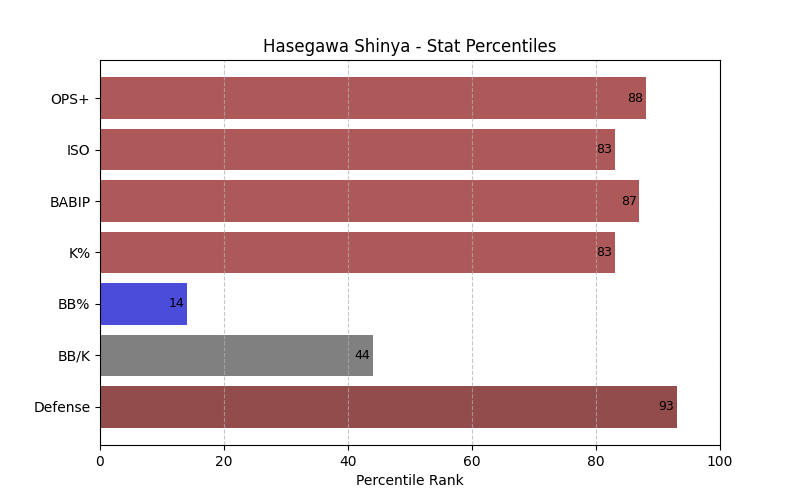 Hasegawa Shinya - Stat Percentiles
OPS+ 88
ISO 83
BABIP 87
K% 83
BB% 14
BB/K 44
Defense 93
0 20 40 60 80 100
Percentile Rank